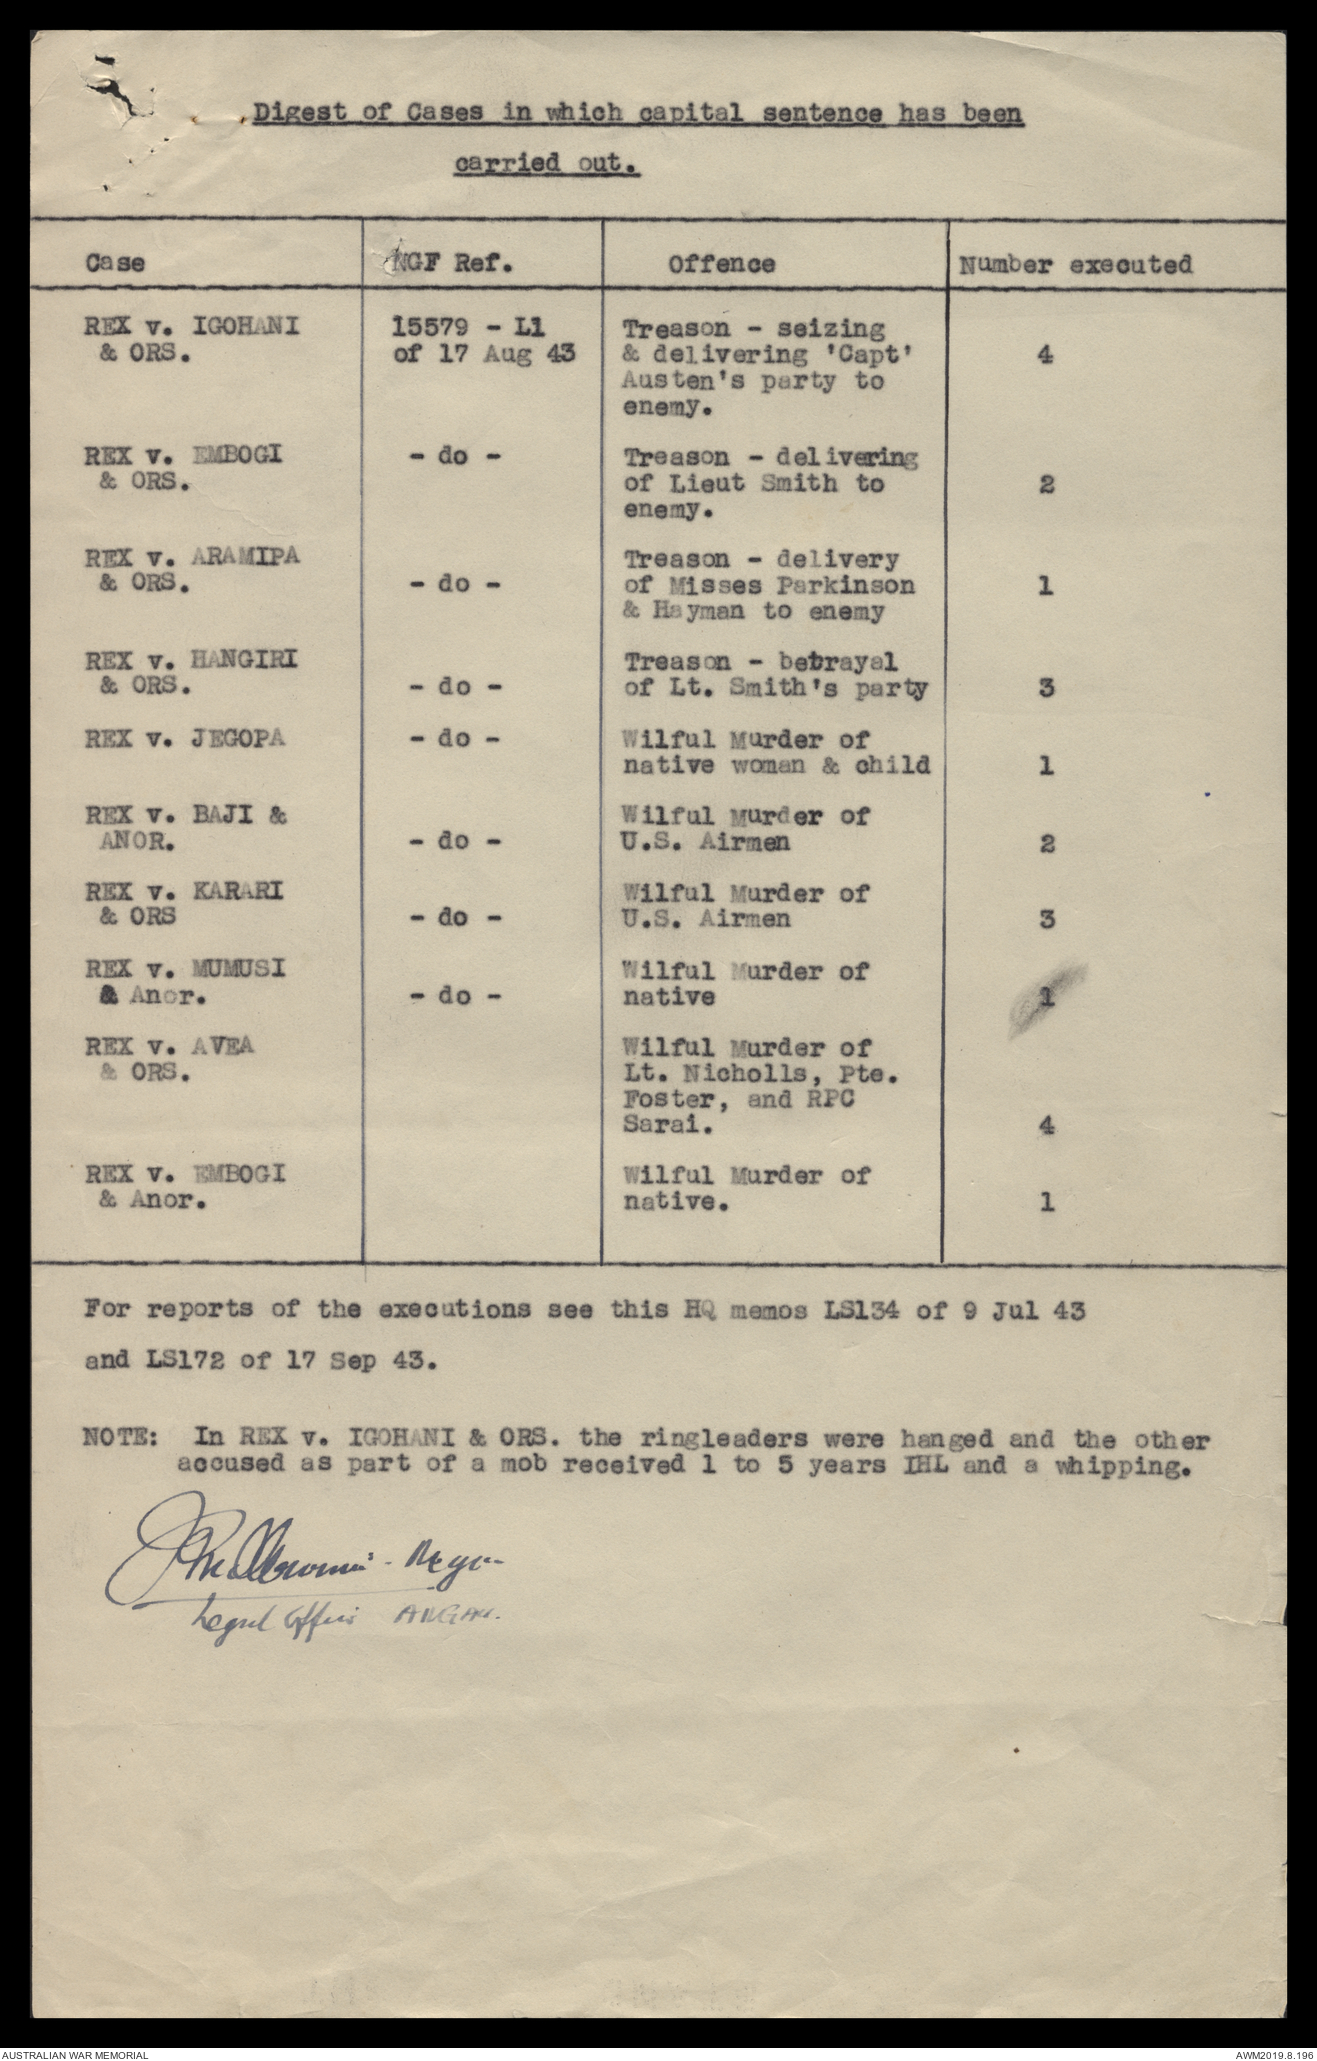 Digest of Cases in which capital sentence has been
carried out.
Case NGF Ref. Offence Number executed
REX v. IGOHANI 15579 - L1 Treason - seizing
& ORS. of 17 Aug 43 & delivering 'Capt' 4
Austen's party to
enemy.
REX v. EMBOGI - do - Treason - delivering
& ORS. of Lieut Smith to 2
enemy.
REX v. ARAMIPA Treason - delivery
& ORS. - do - of Misses Parkinson 1
& Hayman to enemy
REX v. HANGIRI Treason - betrayal
& ORS. - do - of Lt. Smith's party 3
REX v. JEGOPA - do - Wilful Murder of
native woman & child 1
REX v. BAJI & Wilful Murder of
ANOR. - do - U.S. Airmen 2
REX v. KARARI Wilful Murder of
& ORS - do - U.S. Airmen 3
REX v. MUMUSI Wilful Murder of
& Anor. - do - native 1
REX v. AVEA Wilful Murder of
& ORS. Lt. Nicholls, Pte.
Foster, and RPC
Sarai. 4
REX v. EMBOGI Wilful Murder of
& Anor. native. 1
For reports of the executions see this HQ memos LS134 of 9 Jul 43
and LS172 of 17 Sep 43.
NOTE: In REX v. IGOHANI & ORS. the ringleaders were hanged and the other
accused as part of a mob received 1 to 5 years IHL and a whipping.
Legal Officer ANGAU.
AUSTRALIAN WAR MEMORIAL AWM2019.8.196